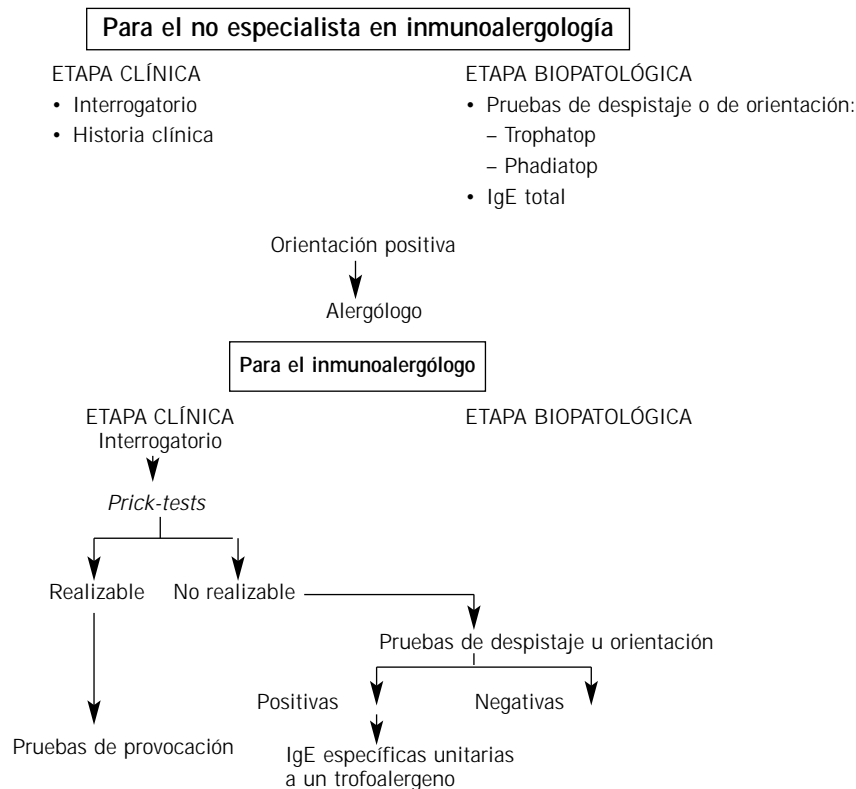 Para el no especialista en inmunoalergología
ETAPA CLÍNICA
• Interrogatorio
• Historia clínica
ETAPA BIOPATOLÓGICA
• Pruebas de despistaje o de orientación:
– Trophatop
– Phadiatop
• IgE total
Orientación positiva
Alergólogo
Para el inmunoalergólogo
ETAPA CLÍNICA
Interrogatorio
ETAPA BIOPATOLÓGICA
Prick-tests
Realizable
No realizable
Pruebas de despistaje u orientación
Positivas
Negativas
Pruebas de provocación
IgE específicas unitarias
a un trofoalergeno